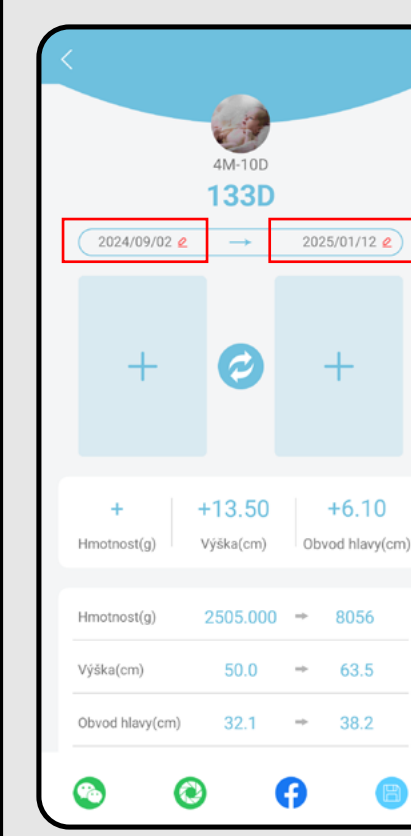 4M-10D
133D
2024/09/02 → 2025/01/12
+ +
+ +13.50 +6.10
Hmotnost(g) Výška(cm) Obvod hlavy(cm)
Hmotnost(g) 2505.000 → 8056
Výška(cm) 50.0 → 63.5
Obvod hlavy(cm) 32.1 → 38.2